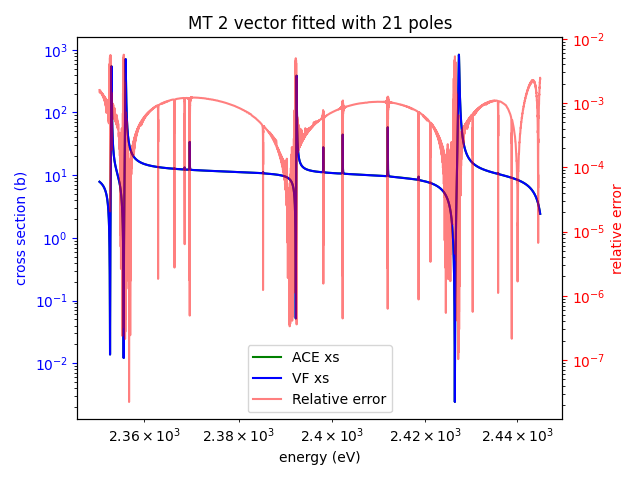 MT 2 vector fitted with 21 poles
10³
10²
10¹
10⁰
10⁻¹
10⁻²
cross section (b)
10⁻²
10⁻³
10⁻⁴
10⁻⁵
10⁻⁶
10⁻⁷
relative error
ACE xs
VF xs
Relative error
2.36 × 10³ 2.38 × 10³ 2.4 × 10³ 2.42 × 10³ 2.44 × 10³
energy (eV)